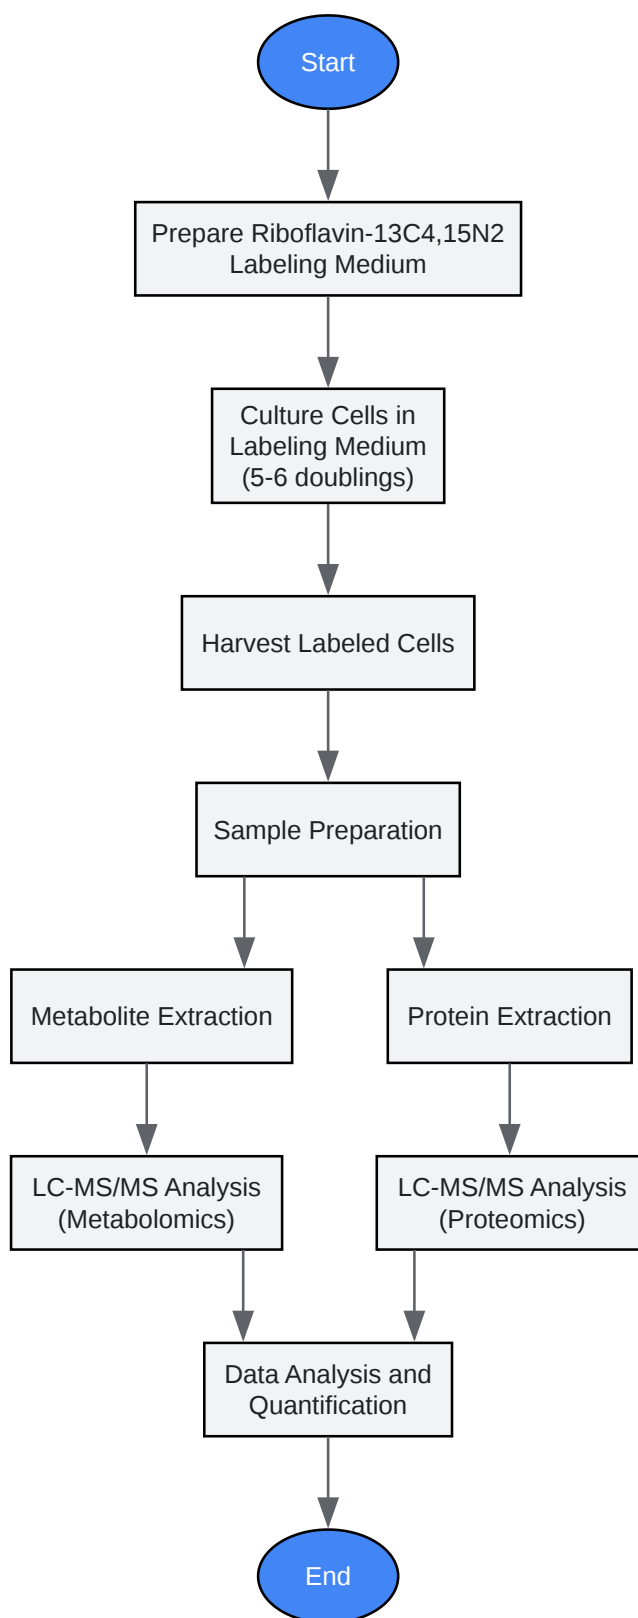 Start
Prepare Riboflavin-13C4,15N2
Labeling Medium
Culture Cells in
Labeling Medium
(5-6 doublings)
Harvest Labeled Cells
Sample Preparation
Metabolite Extraction
Protein Extraction
LC-MS/MS Analysis
(Metabolomics)
LC-MS/MS Analysis
(Proteomics)
Data Analysis and
Quantification
End